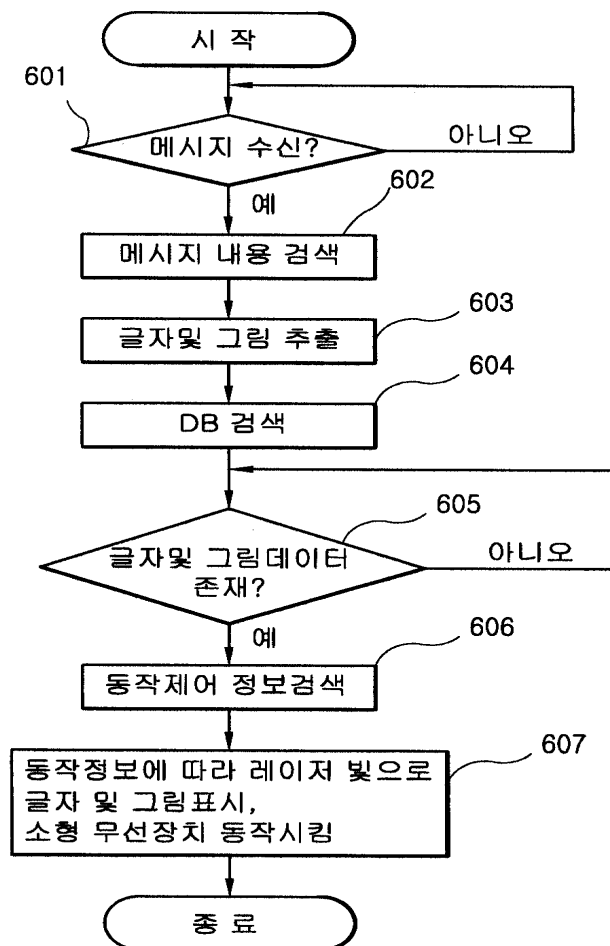 시 작
601
메시지 수신?
아니오
예
602
메시지 내용 검색
603
글자및 그림 추출
604
DB 검색
605
글자및 그림데이터
존재?
아니오
예
606
동작제어 정보검색
607
동작정보에 따라 레이저 빛으로
글자 및 그림표시,
소형 무선장치 동작시킴
종 료